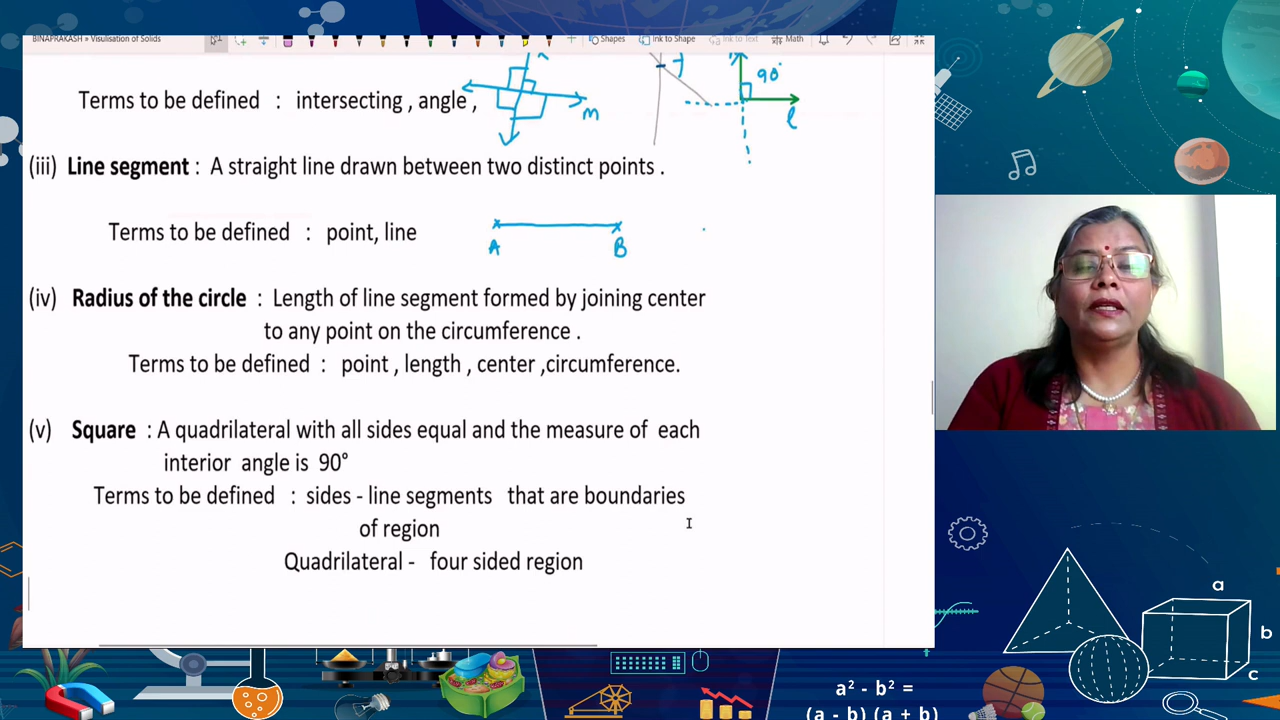 BINAPRAKASH » Visulisation of Solids
Shapes Ink to Shape Ink to Text Math
90°
Terms to be defined : intersecting , angle ,
m
l
(iii) Line segment : A straight line drawn between two distinct points .
Terms to be defined : point, line
A B
(iv) Radius of the circle : Length of line segment formed by joining center
to any point on the circumference .
Terms to be defined : point , length , center ,circumference.
(v) Square : A quadrilateral with all sides equal and the measure of each
interior angle is 90°
Terms to be defined : sides - line segments that are boundaries
of region
Quadrilateral - four sided region
a
b
c
a² - b² =
(a - b) (a + b)